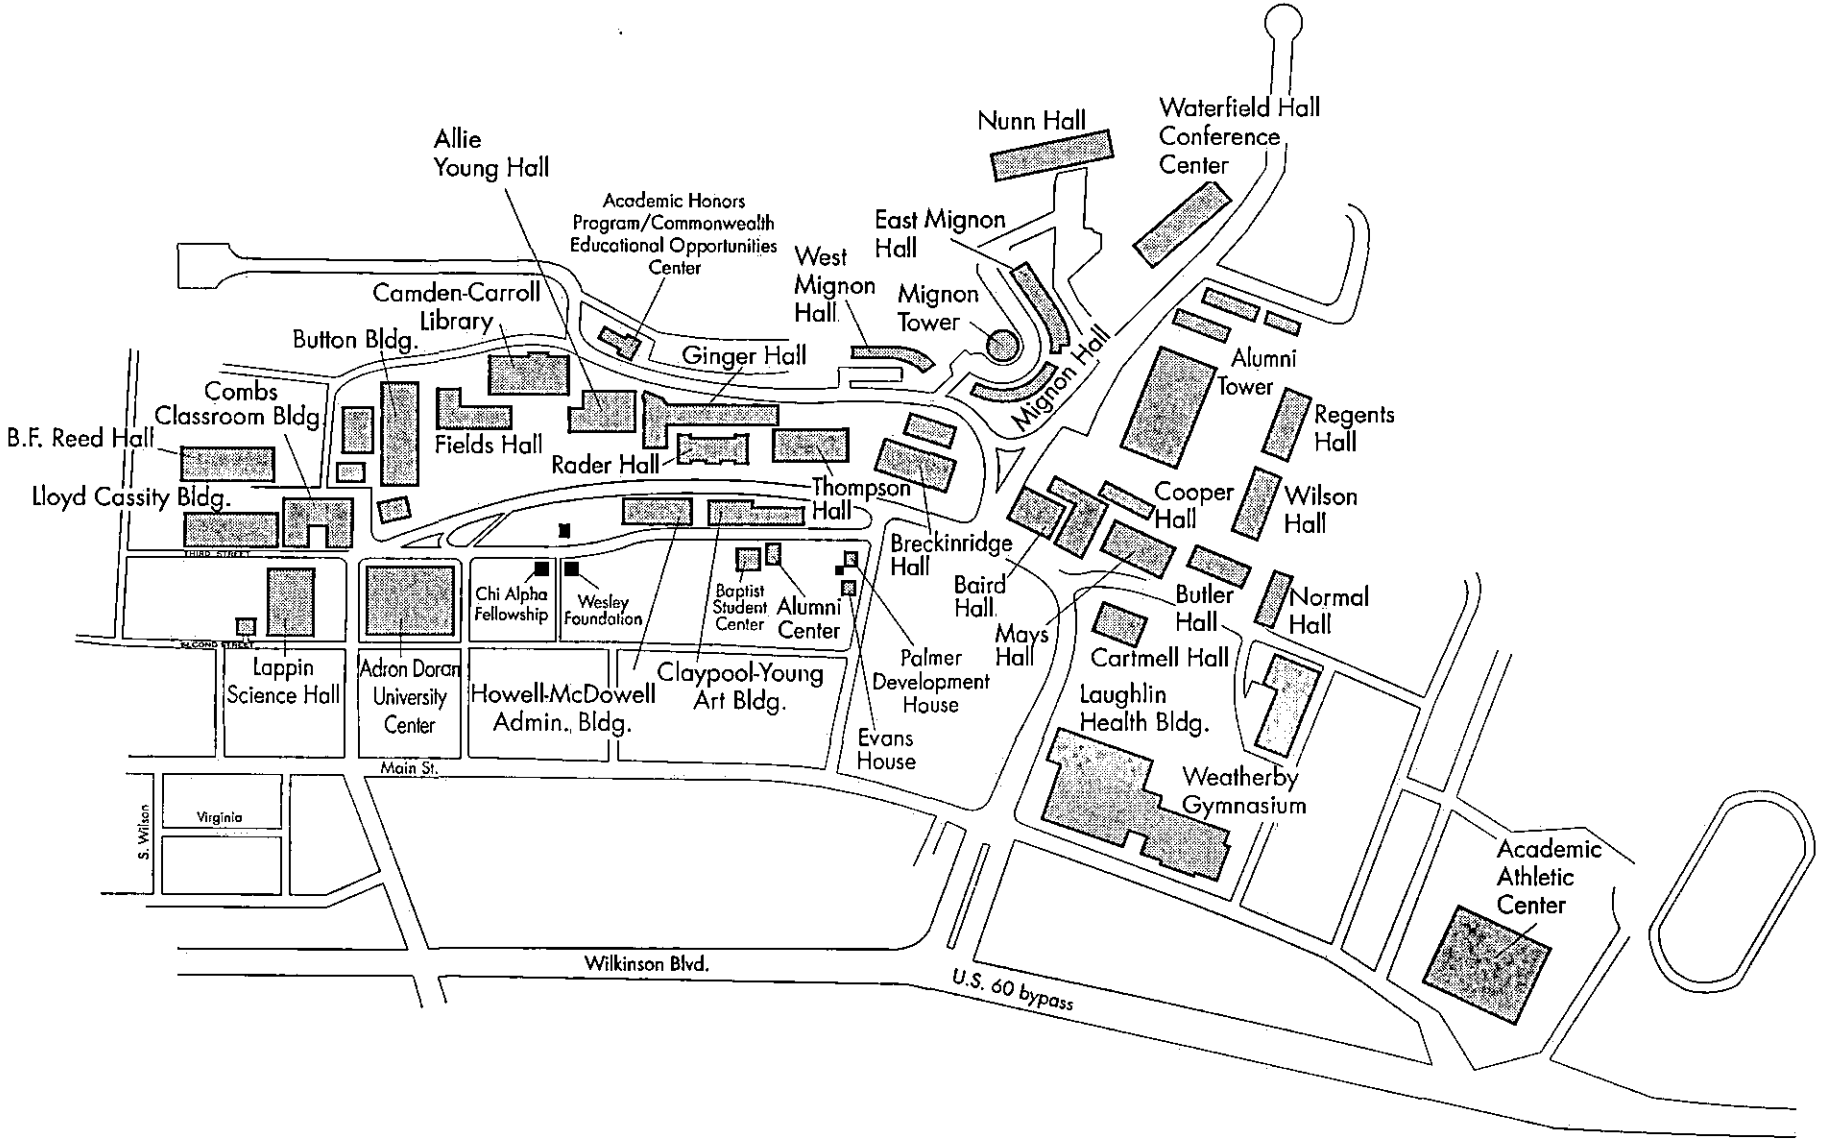 Nunn Hall
Waterfield Hall
Conference
Center
Allie
Young Hall
Academic Honors
Program/Commonwealth
Educational Opportunities
Center
East Mignon
Hall
West
Mignon
Hall
Mignon
Tower
Camden-Carroll
Library
Button Bldg.
Ginger Hall
Mignon Hall
Alumni
Tower
Combs
Classroom Bldg.
Regents
Hall
B.F. Reed Hall
Fields Hall
Rader Hall
Lloyd Cassity Bldg.
Thompson
Hall
Cooper
Hall
Wilson
Hall
THIRD STREET
Breckinridge
Hall
Baird
Hall
Chi Alpha
Fellowship
Wesley
Foundation
Baptist
Student
Center
Alumni
Center
Butler
Hall
Normal
Hall
Mays
Hall
SECOND STREET
Lappin
Science Hall
Adron Doran
University
Center
Howell-McDowell
Admin. Bldg.
Claypool-Young
Art Bldg.
Palmer
Development
House
Cartmell Hall
Laughlin
Health Bldg.
Evans
House
Main St.
Weatherby
Gymnasium
S. Wilson
Virginia
Academic
Athletic
Center
Wilkinson Blvd.
U.S. 60 bypass